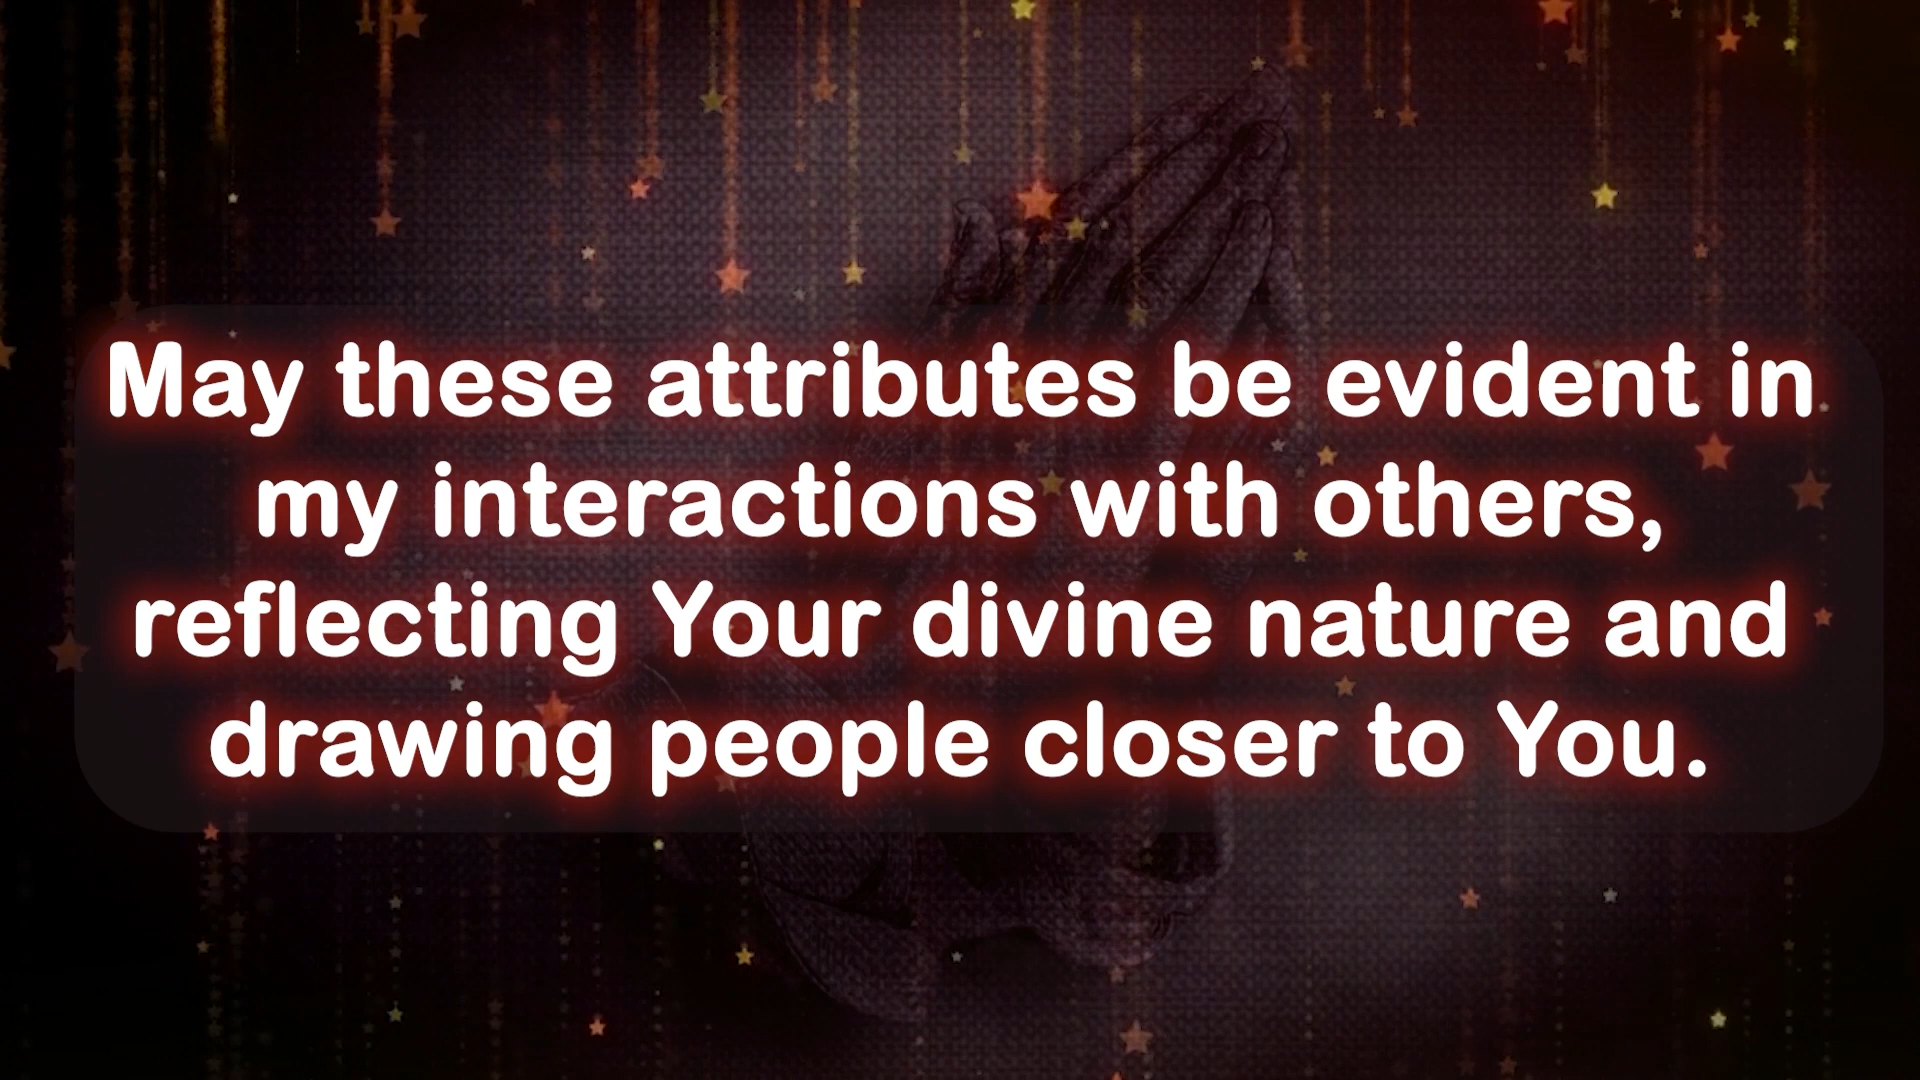 May these attributes be evident in
my interactions with others,
reflecting Your divine nature and
drawing people closer to You.